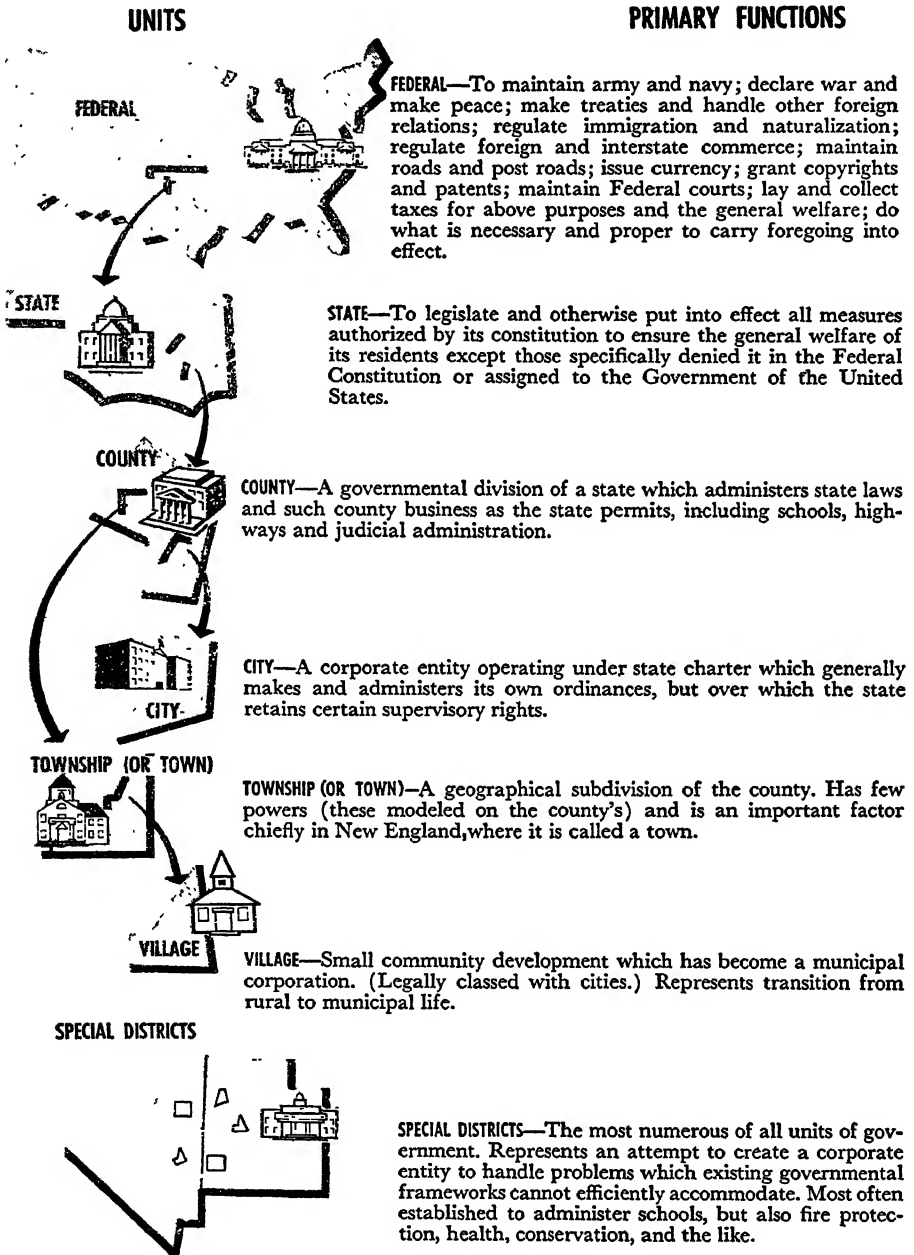 UNITS
PRIMARY FUNCTIONS
FEDERAL
FEDERAL—To maintain army and navy; declare war and
make peace; make treaties and handle other foreign
relations; regulate immigration and naturalization;
regulate foreign and interstate commerce; maintain
roads and post roads; issue currency; grant copyrights
and patents; maintain Federal courts; lay and collect
taxes for above purposes and the general welfare; do
what is necessary and proper to carry foregoing into
effect.
STATE
STATE—To legislate and otherwise put into effect all measures
authorized by its constitution to ensure the general welfare of
its residents except those specifically denied it in the Federal
Constitution or assigned to the Government of the United
States.
COUNTY
COUNTY—A governmental division of a state which administers state laws
and such county business as the state permits, including schools, high-
ways and judicial administration.
CITY
CITY—A corporate entity operating under state charter which generally
makes and administers its own ordinances, but over which the state
retains certain supervisory rights.
TOWNSHIP (OR TOWN)
TOWNSHIP (OR TOWN)—A geographical subdivision of the county. Has few
powers (these modeled on the county's) and is an important factor
chiefly in New England, where it is called a town.
VILLAGE
VILLAGE—Small community development which has become a municipal
corporation. (Legally classed with cities.) Represents transition from
rural to municipal life.
SPECIAL DISTRICTS
SPECIAL DISTRICTS—The most numerous of all units of gov-
ernment. Represents an attempt to create a corporate
entity to handle problems which existing governmental
frameworks cannot efficiently accommodate. Most often
established to administer schools, but also fire protec-
tion, health, conservation, and the like.